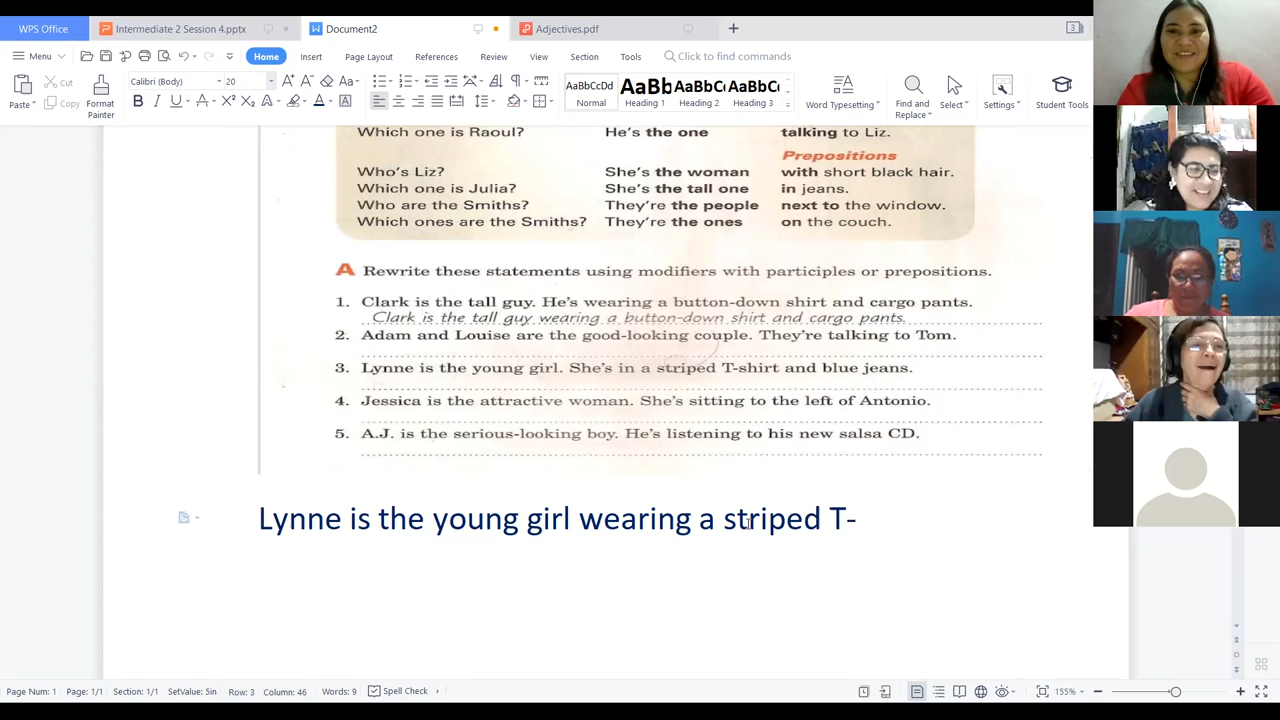 WPS Office
Intermediate 2 Session 4.pptx
Document2
Adjectives.pdf
3
Menu
Home
Insert
Page Layout
References
Review
View
Section
Tools
Click to find commands
Paste
Cut
Copy
Format Painter
Calibri (Body)
20
AaBbCcDd
Normal
AaBb
Heading 1
AaBbC
Heading 2
AaBbC
Heading 3
Word Typesetting
Find and Replace
Select
Settings
Student Tools
Which one is Raoul? He's the one talking to Liz.
Prepositions
Who's Liz? She's the woman with short black hair.
Which one is Julia? She's the tall one in jeans.
Who are the Smiths? They're the people next to the window.
Which ones are the Smiths? They're the ones on the couch.
A Rewrite these statements using modifiers with participles or prepositions.
1. Clark is the tall guy. He's wearing a button-down shirt and cargo pants.
Clark is the tall guy wearing a button-down shirt and cargo pants.
2. Adam and Louise are the good-looking couple. They're talking to Tom.
3. Lynne is the young girl. She's in a striped T-shirt and blue jeans.
4. Jessica is the attractive woman. She's sitting to the left of Antonio.
5. A.J. is the serious-looking boy. He's listening to his new salsa CD.
Lynne is the young girl wearing a striped T-
Page Num: 1 Page: 1/1 Section: 1/1 SetValue: 5in Row: 3 Column: 46 Words: 9 Spell Check 155%